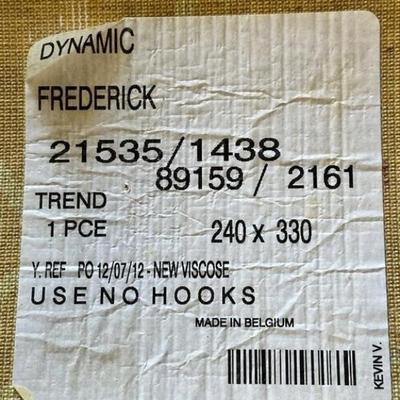 DYNAMIC
FREDERICK
21535/1438
89159 / 2161
TREND
1 PCE 240 x 330
Y. REF PO 12/07/12 - NEW VISCOSE
USE NO HOOKS
MADE IN BELGIUM
KEVIN V.